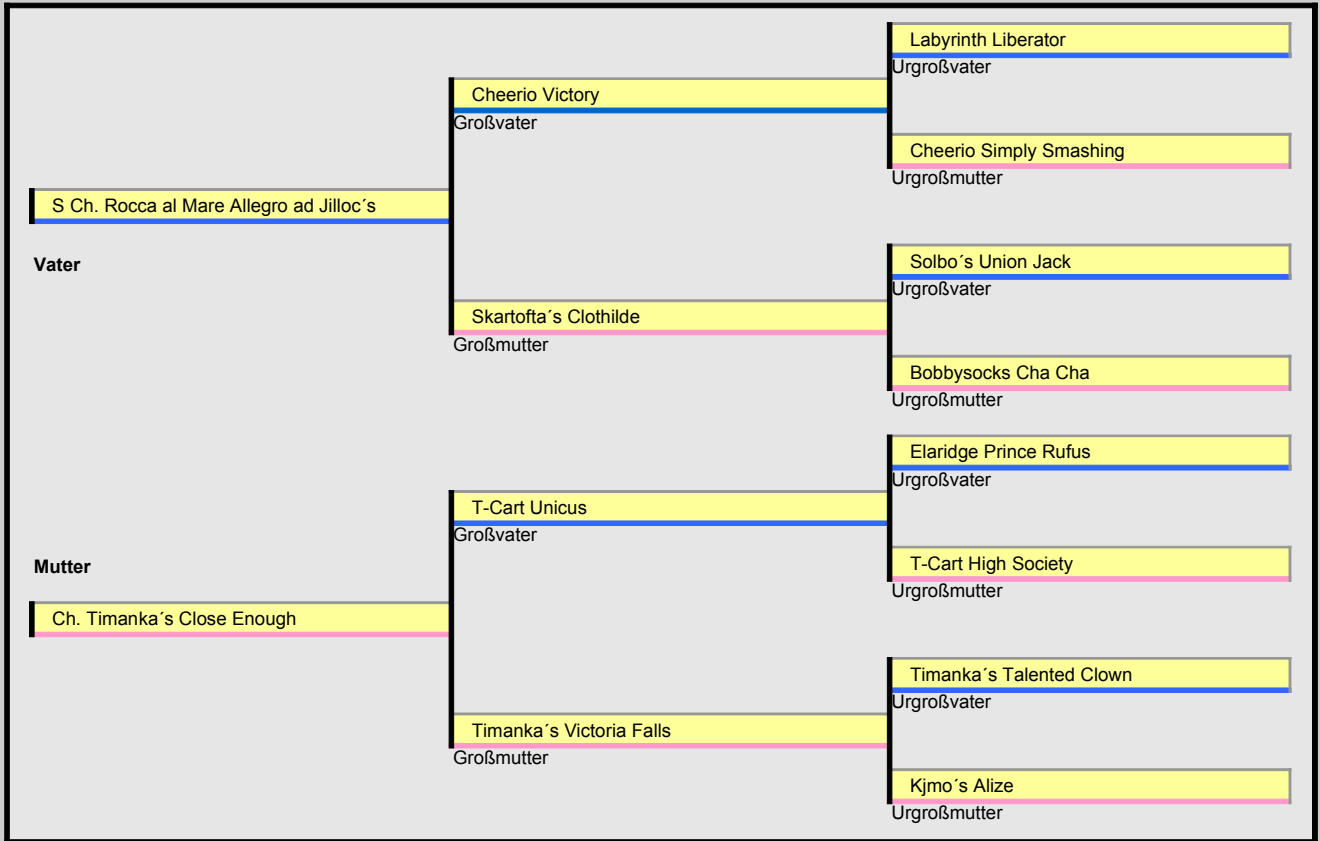 Labyrinth Liberator
Urgroßvater
Cheerio Victory
Großvater
Cheerio Simply Smashing
Urgroßmutter
S Ch. Rocca al Mare Allegro ad Jilloc´s
Vater
Solbo´s Union Jack
Urgroßvater
Skartofta´s Clothilde
Großmutter
Bobbysocks Cha Cha
Urgroßmutter
Elaridge Prince Rufus
Urgroßvater
T-Cart Unicus
Großvater
Mutter
T-Cart High Society
Urgroßmutter
Ch. Timanka´s Close Enough
Timanka´s Talented Clown
Urgroßvater
Timanka´s Victoria Falls
Großmutter
Kjmo´s Alize
Urgroßmutter